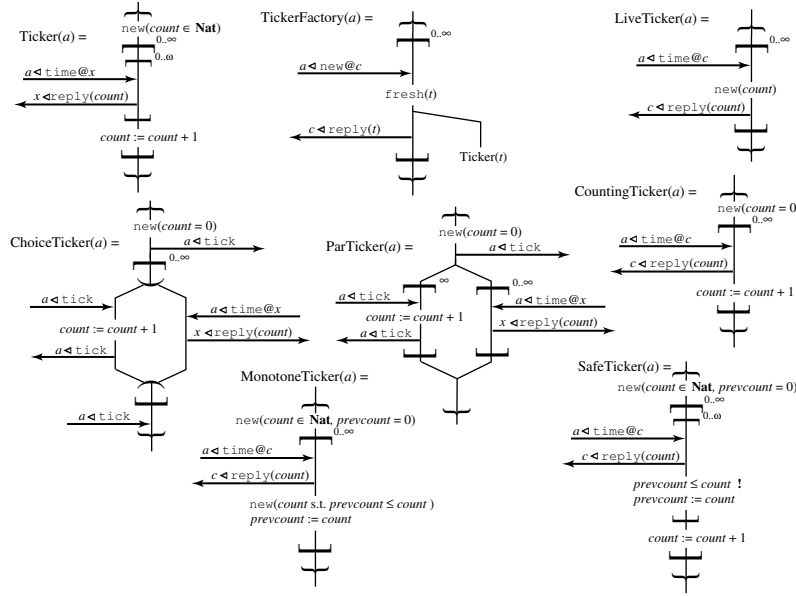 Ticker(a) =
new(count ∈ Nat)
0..∞
0..ω
a ⊲ time@x
x ⊲ reply(count)
count := count + 1
TickerFactory(a) =
0..∞
a ⊲ new@c
fresh(t)
c ⊲ reply(t)
Ticker(t)
LiveTicker(a) =
0..∞
a ⊲ time@c
new(count)
c ⊲ reply(count)
ChoiceTicker(a) =
new(count = 0)
a ⊲ tick
0..∞
a ⊲ tick
count := count + 1
a ⊲ tick
a ⊲ time@x
x ⊲ reply(count)
a ⊲ tick
ParTicker(a) =
new(count = 0)
a ⊲ tick
∞
0..∞
a ⊲ tick
count := count + 1
a ⊲ tick
a ⊲ time@x
x ⊲ reply(count)
CountingTicker(a) =
new(count = 0)
0..∞
a ⊲ time@c
c ⊲ reply(count)
count := count + 1
MonotoneTicker(a) =
new(count ∈ Nat, prevcount = 0)
0..∞
a ⊲ time@c
c ⊲ reply(count)
new(count s.t. prevcount ≤ count )
prevcount := count
SafeTicker(a) =
new(count ∈ Nat, prevcount = 0)
0..∞
0..ω
a ⊲ time@c
c ⊲ reply(count)
prevcount ≤ count !
prevcount := count
count := count + 1